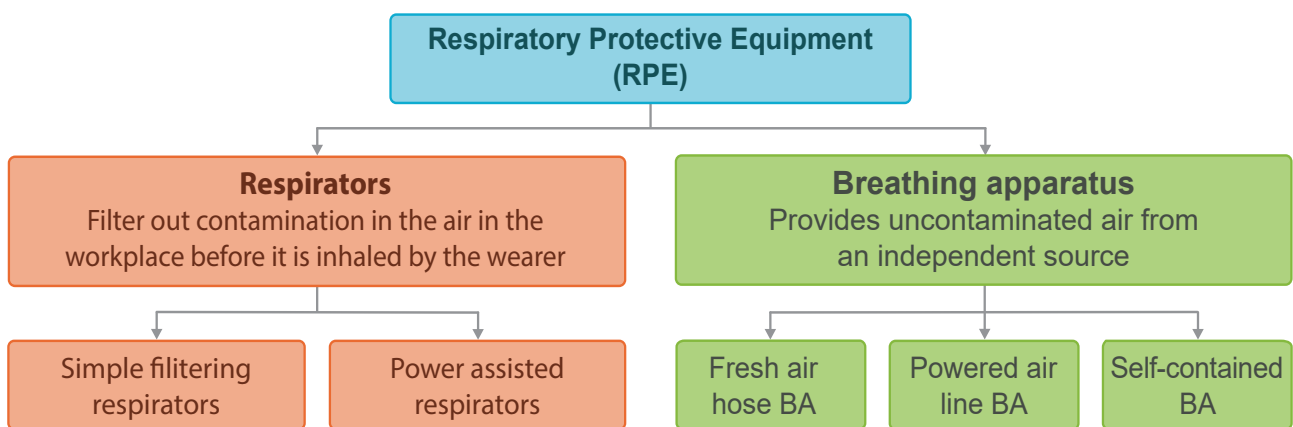 Respiratory Protective Equipment
(RPE)
Respirators
Filter out contamination in the air in the
workplace before it is inhaled by the wearer
Breathing apparatus
Provides uncontaminated air from
an independent source
Simple filitering
respirators
Power assisted
respirators
Fresh air
hose BA
Powered air
line BA
Self-contained
BA